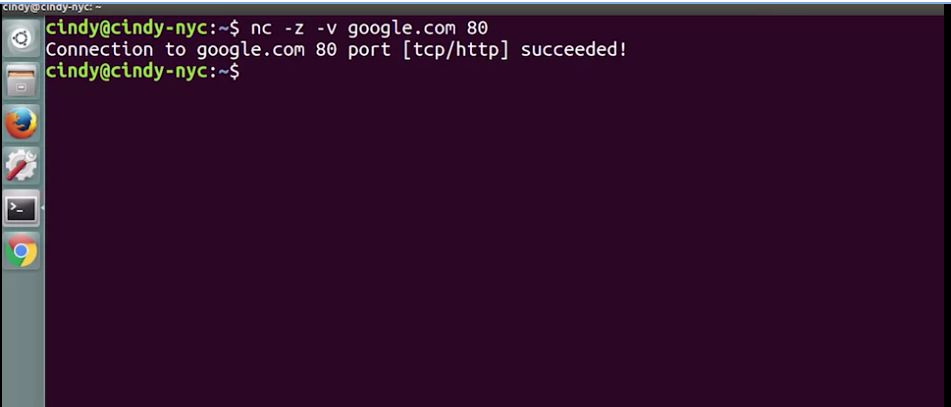 cindy@cindy-nyc: ~
cindy@cindy-nyc:~$ nc -z -v google.com 80
Connection to google.com 80 port [tcp/http] succeeded!
cindy@cindy-nyc:~$